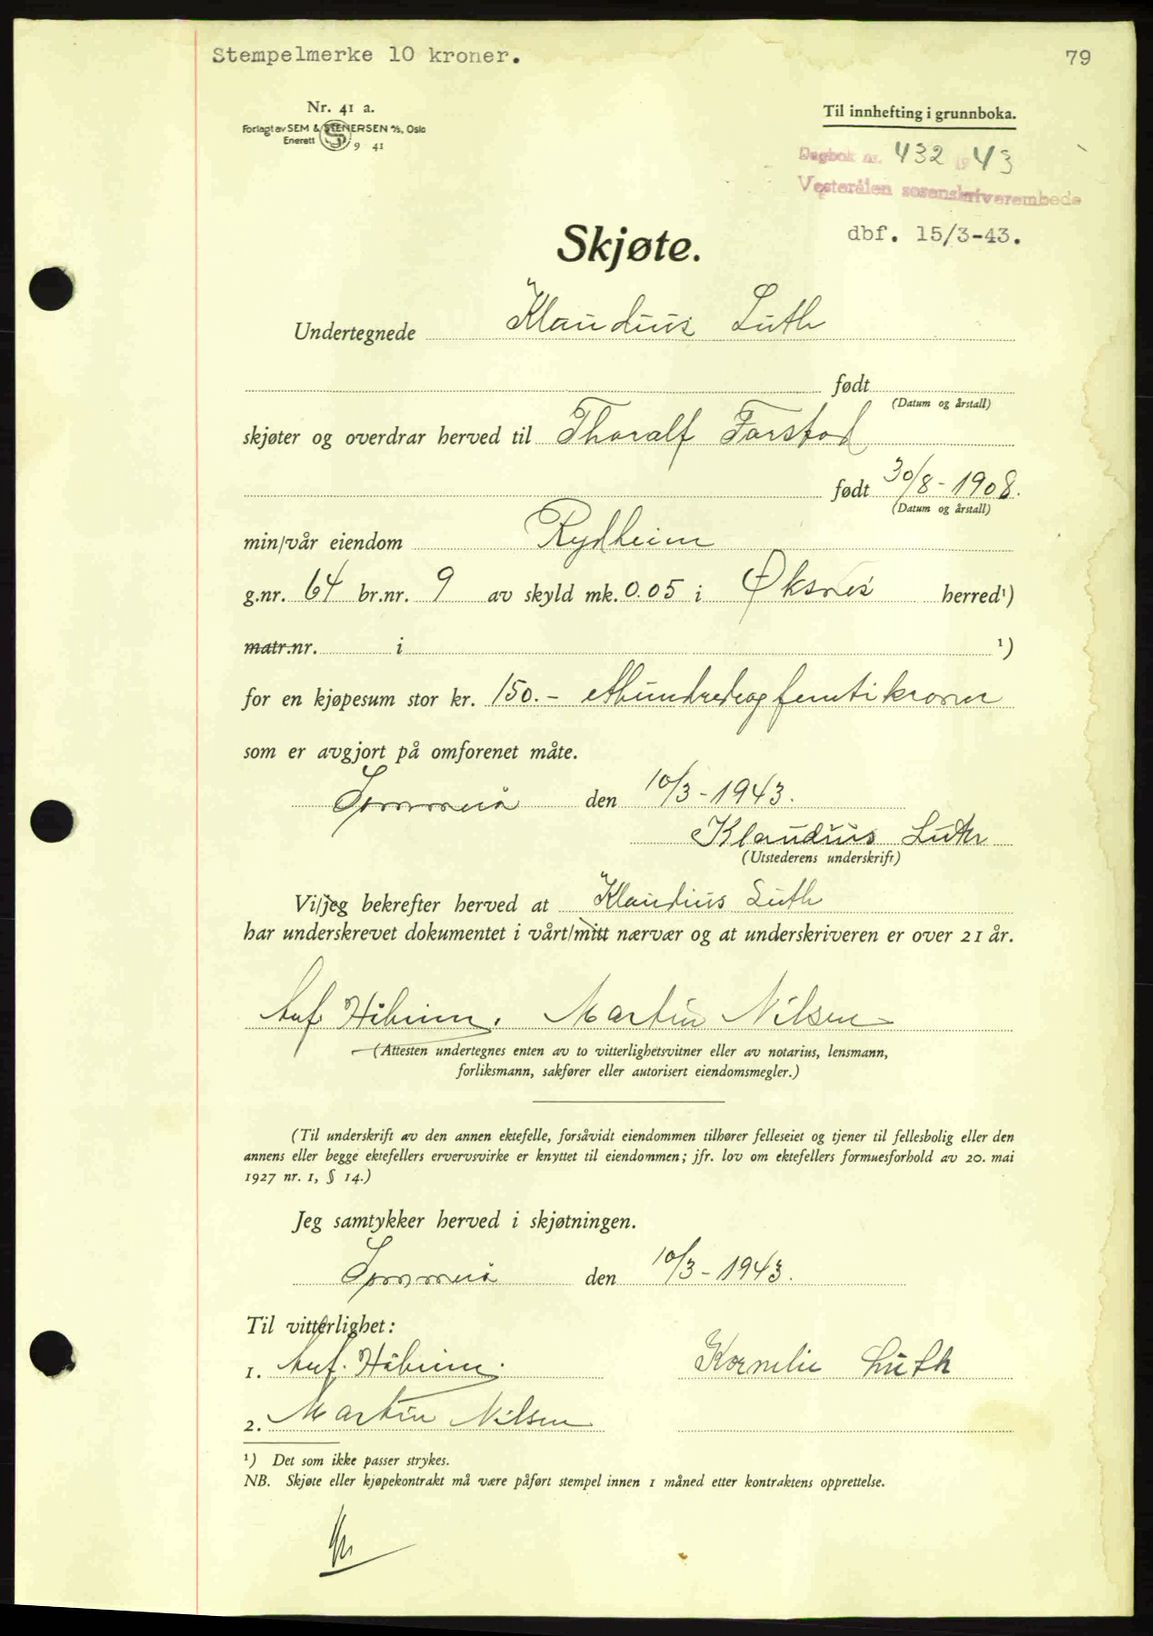 Stempelmerke 10 kroner.
79
Nr. 41 a.
Forlagt av SEM & STENERSEN A/S, Oslo
Enerett S 9 41
Til innhefting i grunnboka.
Dagbok nr. 432 1943
Vesterålen sorenskriverembede
dbf. 15/3-43.
Skjøte.
Undertegnede Klaudius Luth
født
(Datum og årstall)
skjøter og overdrar herved til Thoralf Farstad
født 30/8-1908.
(Datum og årstall)
min/vår eiendom Rydheim
g.nr. 64 br.nr. 9 av skyld mk. 0.05 i Øksnes herred¹)
matr.nr. i ¹)
for en kjøpesum stor kr. 150.- etthundredeogfemtikroner
som er avgjort på omforenet måte.
den 10/3-1943.
Klaudius Luth
(Utstederens underskrift)
Vi/jeg bekrefter herved at Klaudius Luth
har underskrevet dokumentet i vårt/mitt nærvær og at underskriveren er over 21 år.
Martin Nilsen
(Attesten undertegnes enten av to vitterlighetsvitner eller av notarius, lensmann,
forliksmann, sakfører eller autorisert eiendomsmegler.)
(Til underskrift av den annen ektefelle, forsåvidt eiendommen tilhører felleseiet og tjener til fellesbolig eller den
annens eller begge ektefellers ervervsvirke er knyttet til eiendommen; jfr. lov om ektefellers formuesforhold av 20. mai
1927 nr. 1, § 14.)
Jeg samtykker herved i skjøtningen.
den 10/3-1943.
Til vitterlighet:
1.
Kornelie Luth
2. Martin Nilsen
¹) Det som ikke passer strykes.
NB. Skjøte eller kjøpekontrakt må være påført stempel innen 1 måned etter kontraktens opprettelse.